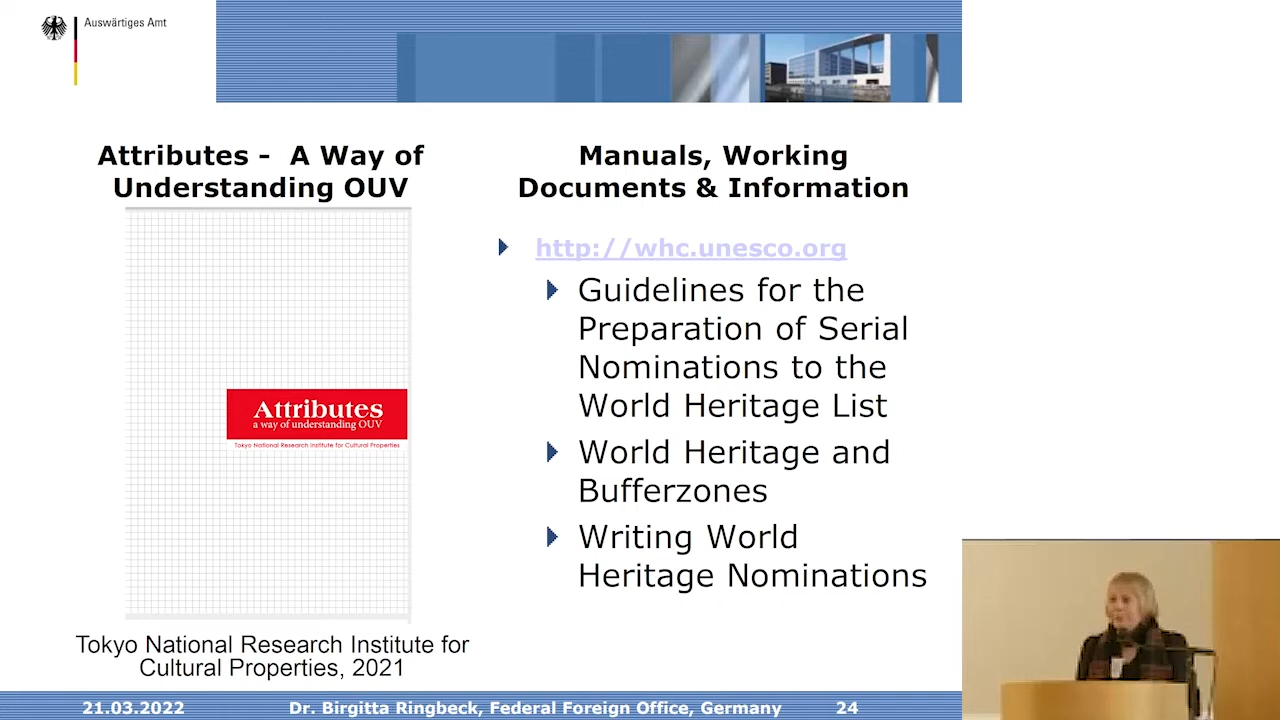 Auswärtiges Amt
Attributes - A Way of
Understanding OUV
Attributes
a way of understanding OUV
Tokyo National Research Institute for Cultural Properties
Tokyo National Research Institute for
Cultural Properties, 2021
Manuals, Working
Documents & Information
http://whc.unesco.org
Guidelines for the
Preparation of Serial
Nominations to the
World Heritage List
World Heritage and
Bufferzones
Writing World
Heritage Nominations
21.03.2022 Dr. Birgitta Ringbeck, Federal Foreign Office, Germany 24